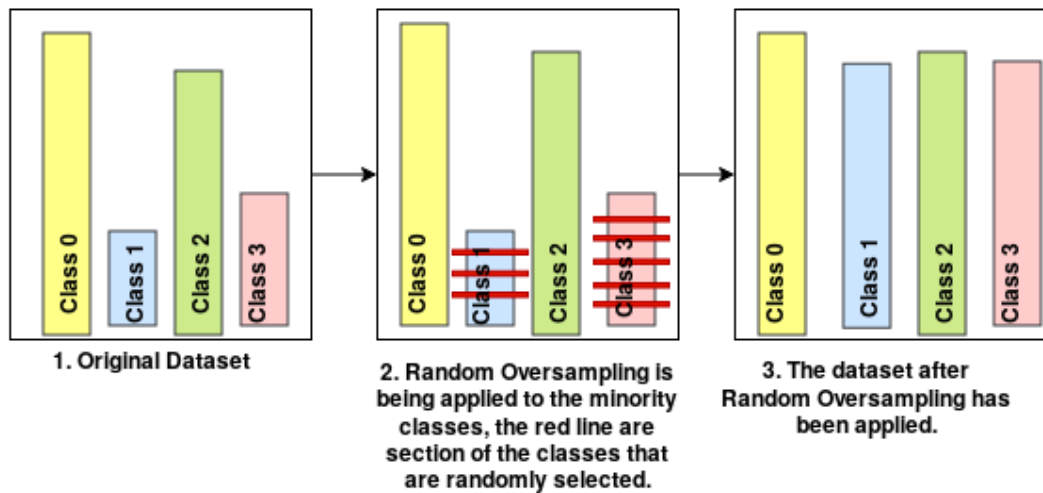 Class 0
Class 1
Class 2
Class 3
1. Original Dataset
Class 0
Class 1
Class 2
Class 3
2. Random Oversampling is
being applied to the minority
classes, the red line are
section of the classes that
are randomly selected.
Class 0
Class 1
Class 2
Class 3
3. The dataset after
Random Oversampling has
been applied.